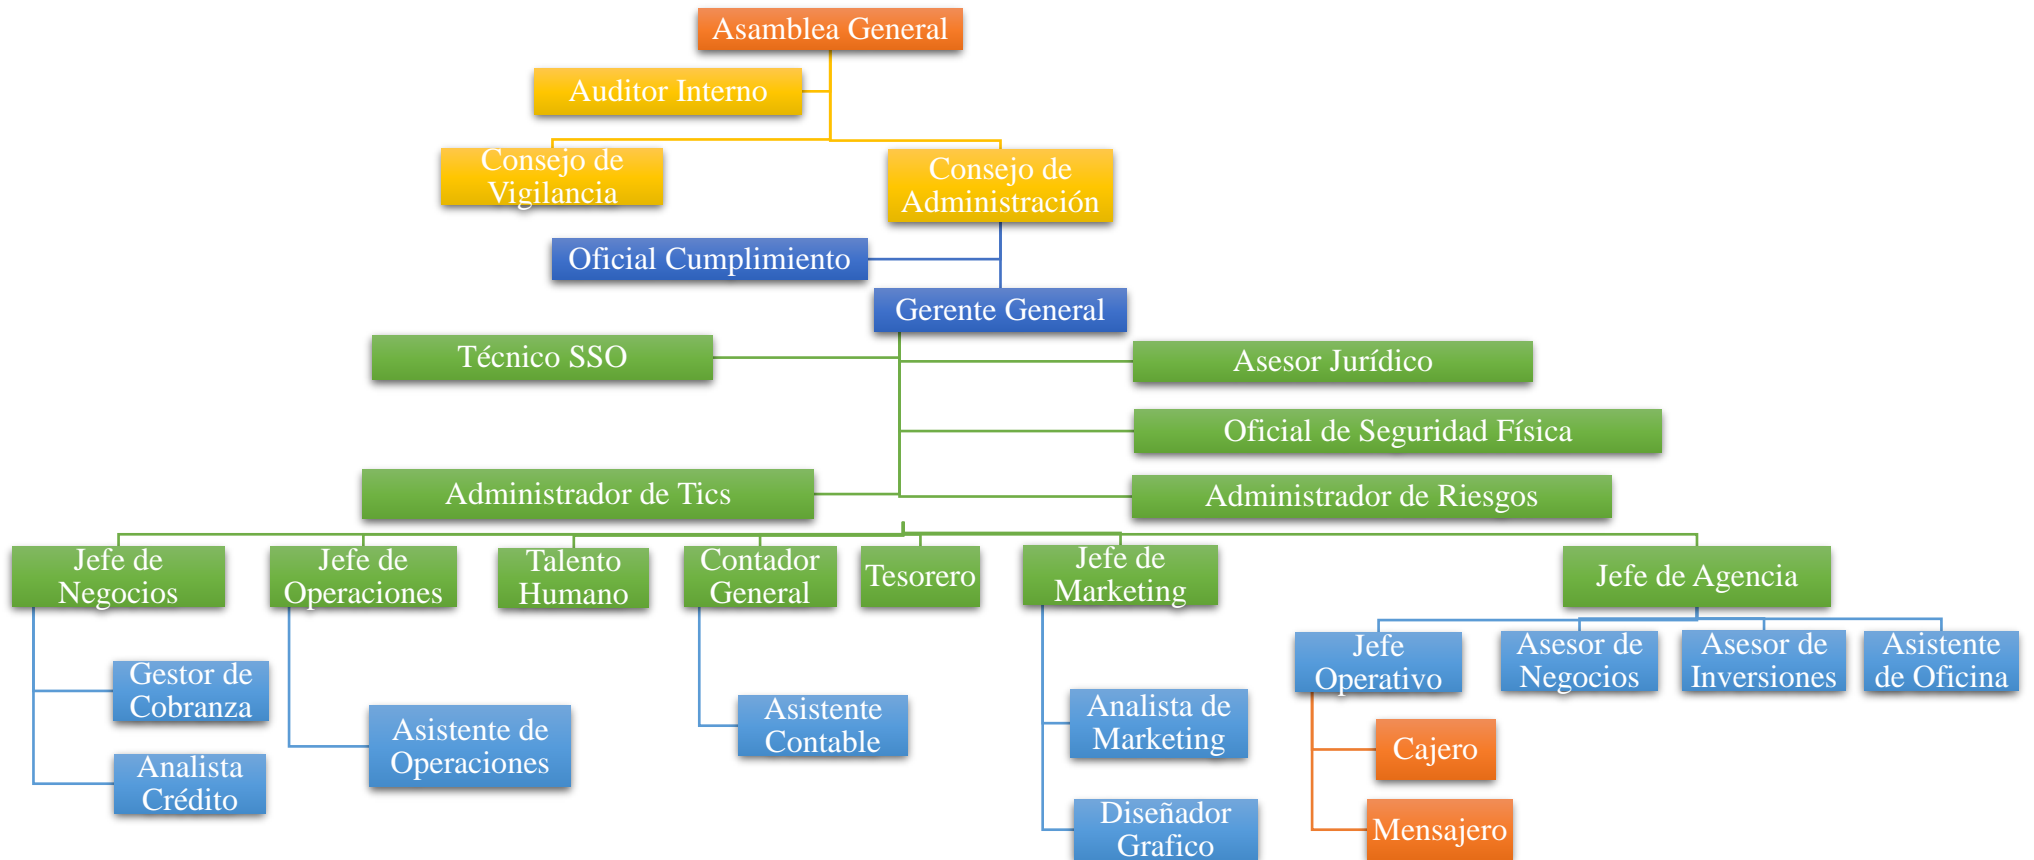 Asamblea General
Auditor Interno
Consejo de
Vigilancia
Consejo de
Administración
Oficial Cumplimiento
Gerente General
Técnico SSO
Asesor Jurídico
Oficial de Seguridad Física
Administrador de Tics
Administrador de Riesgos
Jefe de
Negocios
Jefe de
Operaciones
Talento
Humano
Contador
General
Tesorero
Jefe de
Marketing
Jefe de Agencia
Gestor de
Cobranza
Analista
Crédito
Asistente de
Operaciones
Asistente
Contable
Analista de
Marketing
Diseñador
Grafico
Jefe
Operativo
Asesor de
Negocios
Asesor de
Inversiones
Asistente
de Oficina
Cajero
Mensajero